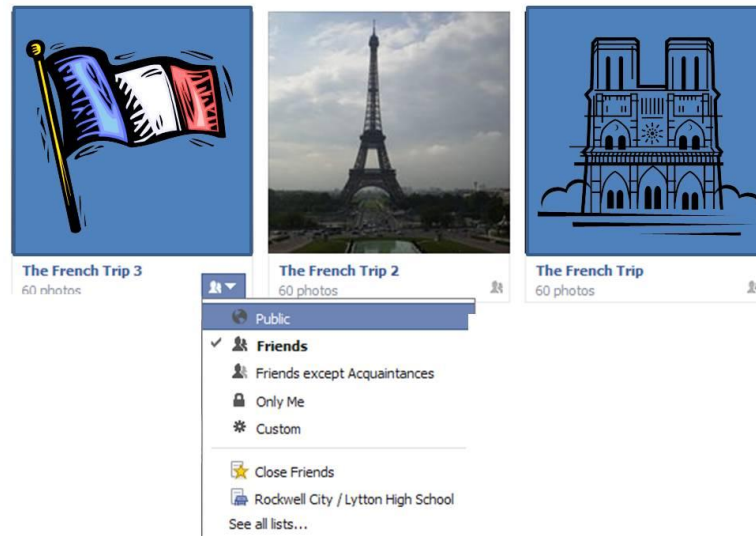 The French Trip 3
60 photos
The French Trip 2
60 photos
The French Trip
60 photos
Public
Friends
Friends except Acquaintances
Only Me
Custom
Close Friends
Rockwell City / Lytton High School
See all lists...